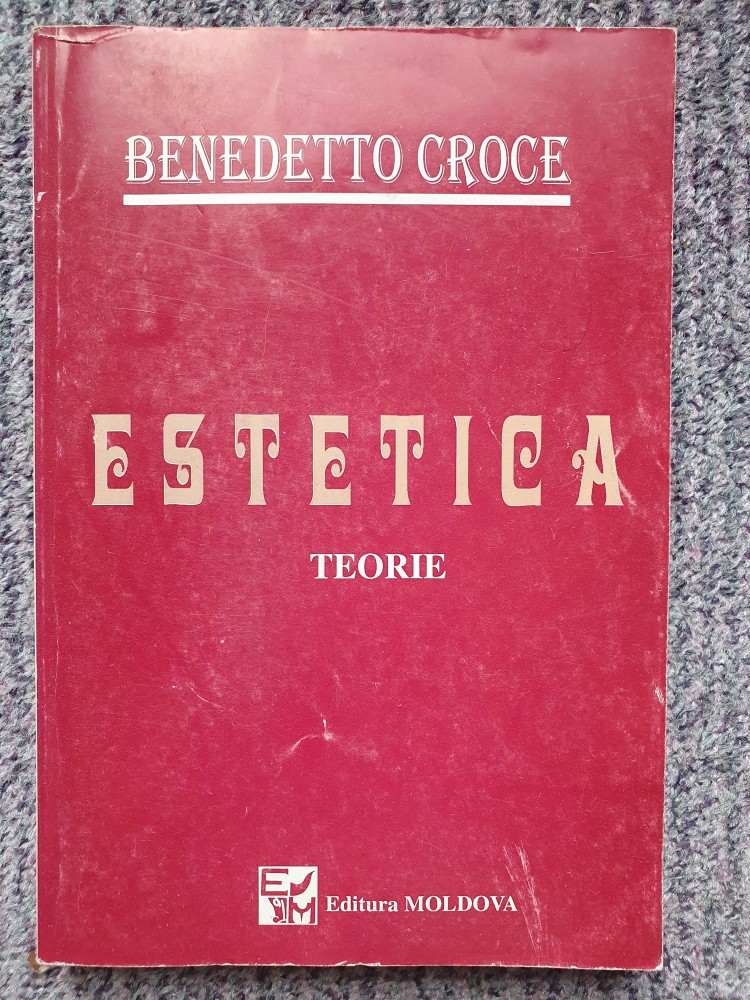 BENEDETTO CROCE
ESTETICA
TEORIE
E
M
Editura MOLDOVA